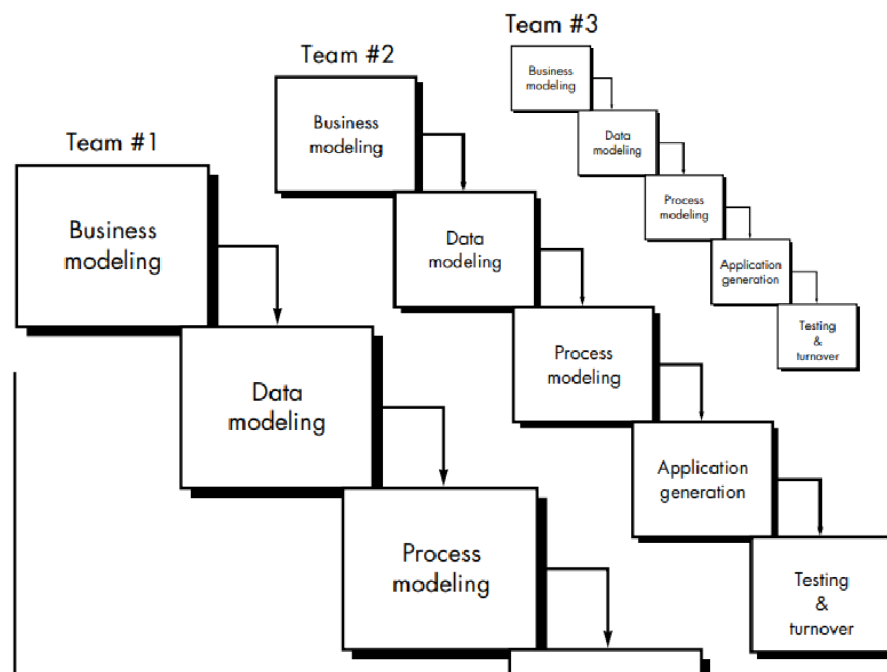 Team #3
Business
modeling
Data
modeling
Process
modeling
Application
generation
Testing
&
turnover
Team #2
Business
modeling
Data
modeling
Process
modeling
Application
generation
Testing
&
turnover
Team #1
Business
modeling
Data
modeling
Process
modeling